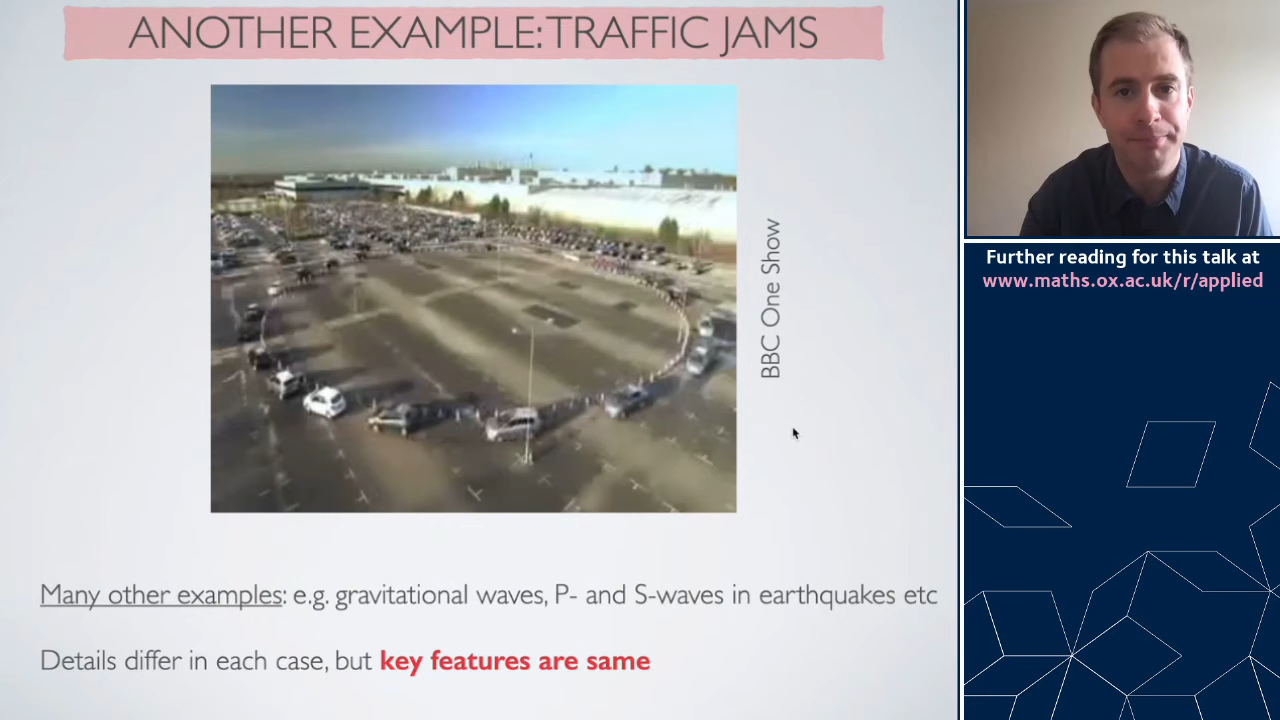 ANOTHER EXAMPLE: TRAFFIC JAMS
BBC One Show
Many other examples: e.g. gravitational waves, P- and S-waves in earthquakes etc
Details differ in each case, but key features are same
Further reading for this talk at
www.maths.ox.ac.uk/r/applied